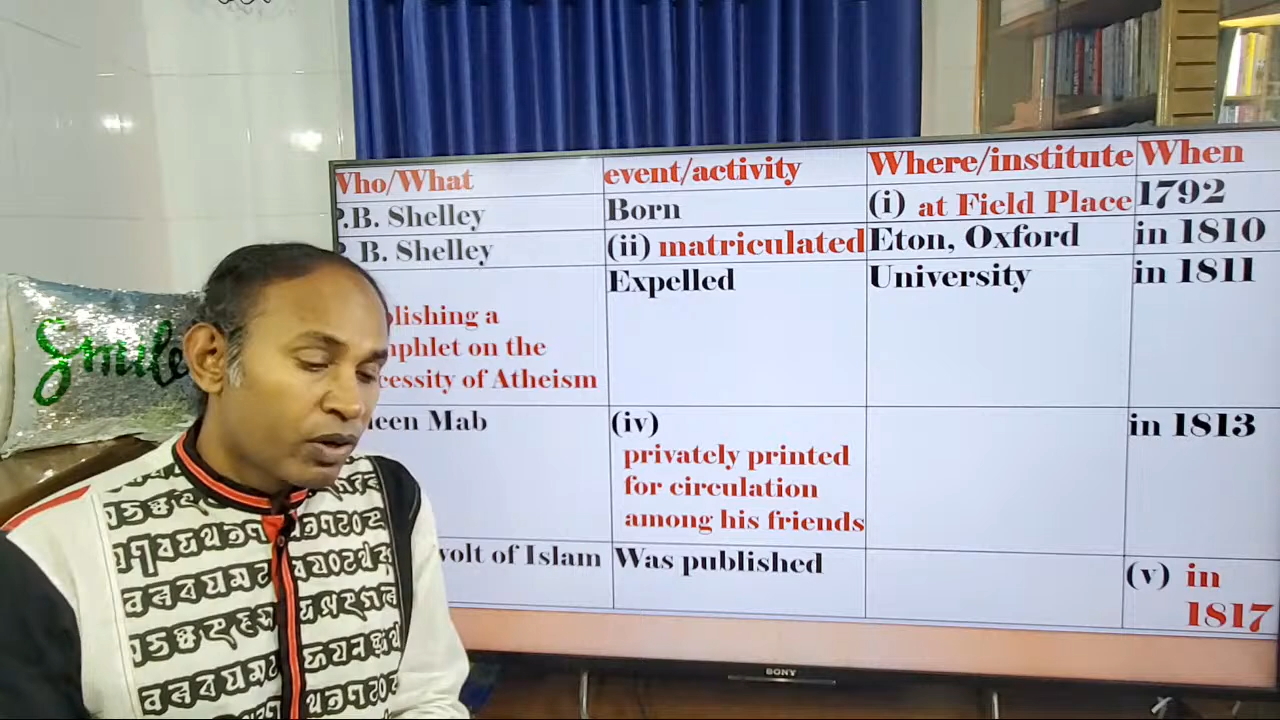 Who/What event/activity Where/institute When
P.B. Shelley Born (i) at Field Place 1792
P. B. Shelley (ii) matriculated Eton, Oxford in 1810
Expelled University in 1811
lishing a
mphlet on the
cessity of Atheism
een Mab (iv) in 1813
privately printed
for circulation
among his friends
volt of Islam Was published (v) in
1817
Smile
SONY